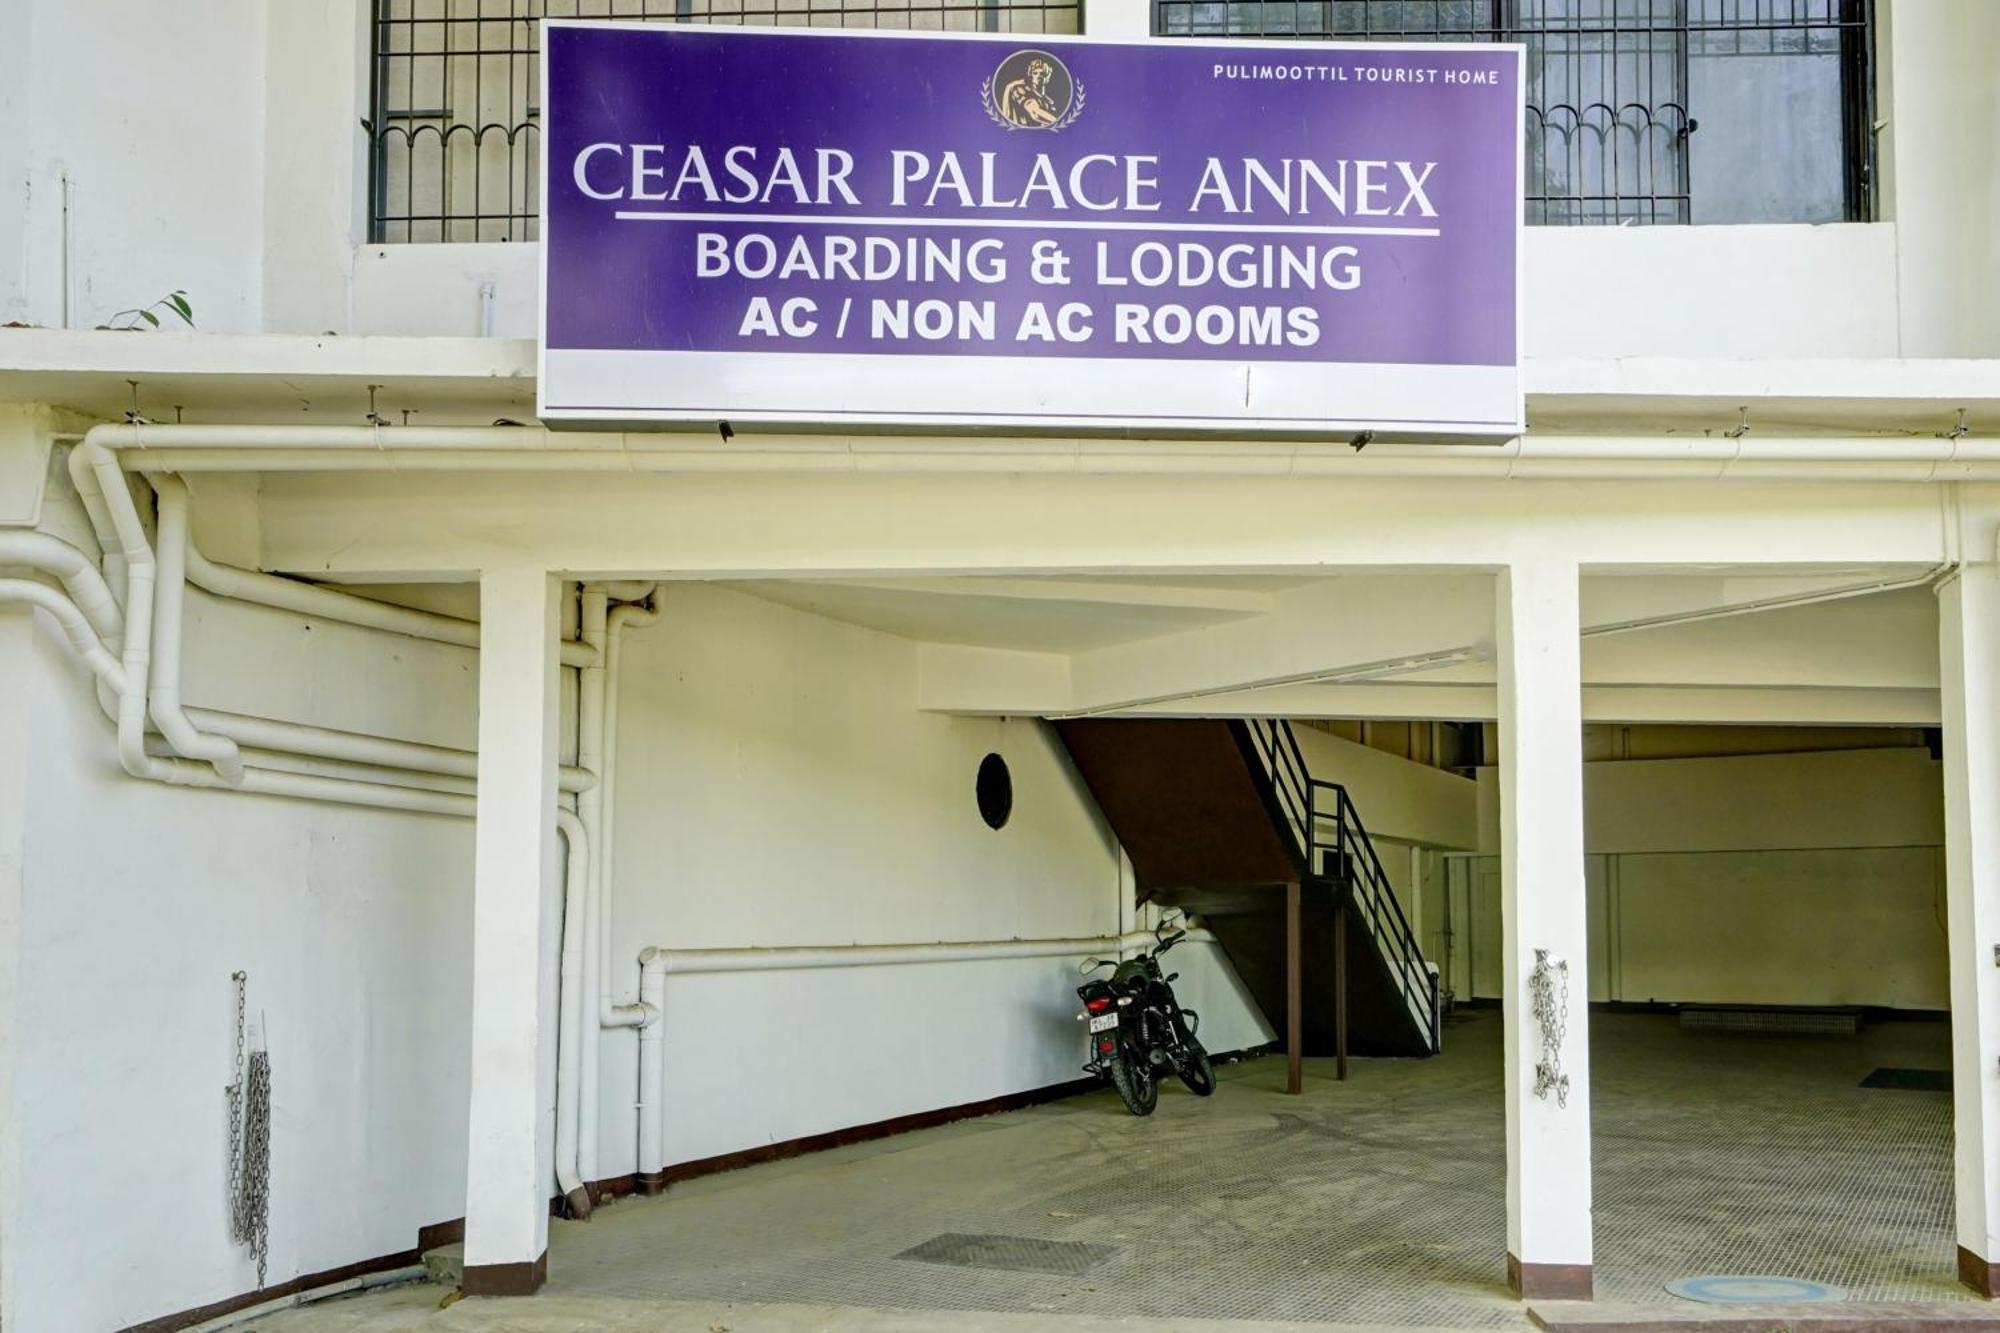 PULIMOOTTIL TOURIST HOME
CEASAR PALACE ANNEX
BOARDING & LODGING
AC / NON AC ROOMS